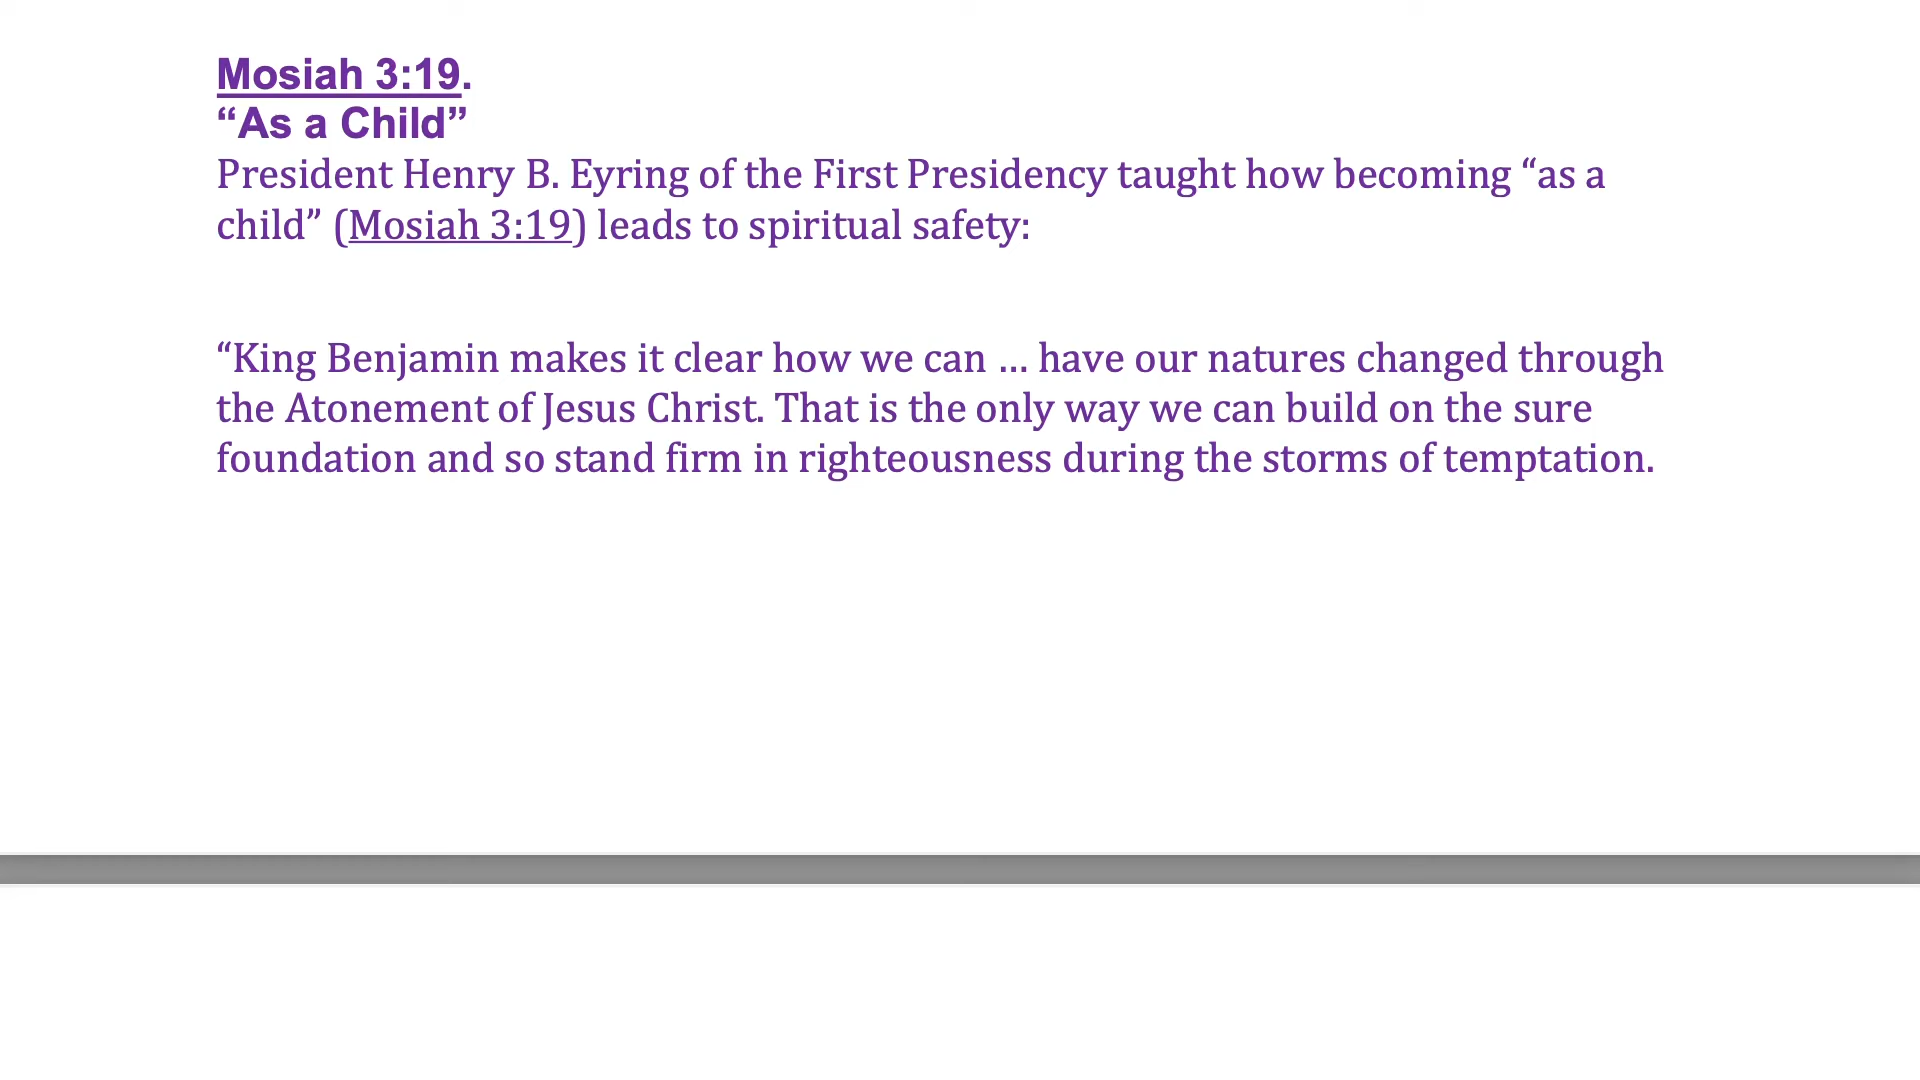 Mosiah 3:19.
“As a Child”
President Henry B. Eyring of the First Presidency taught how becoming “as a
child” (Mosiah 3:19) leads to spiritual safety:
“King Benjamin makes it clear how we can … have our natures changed through
the Atonement of Jesus Christ. That is the only way we can build on the sure
foundation and so stand firm in righteousness during the storms of temptation.